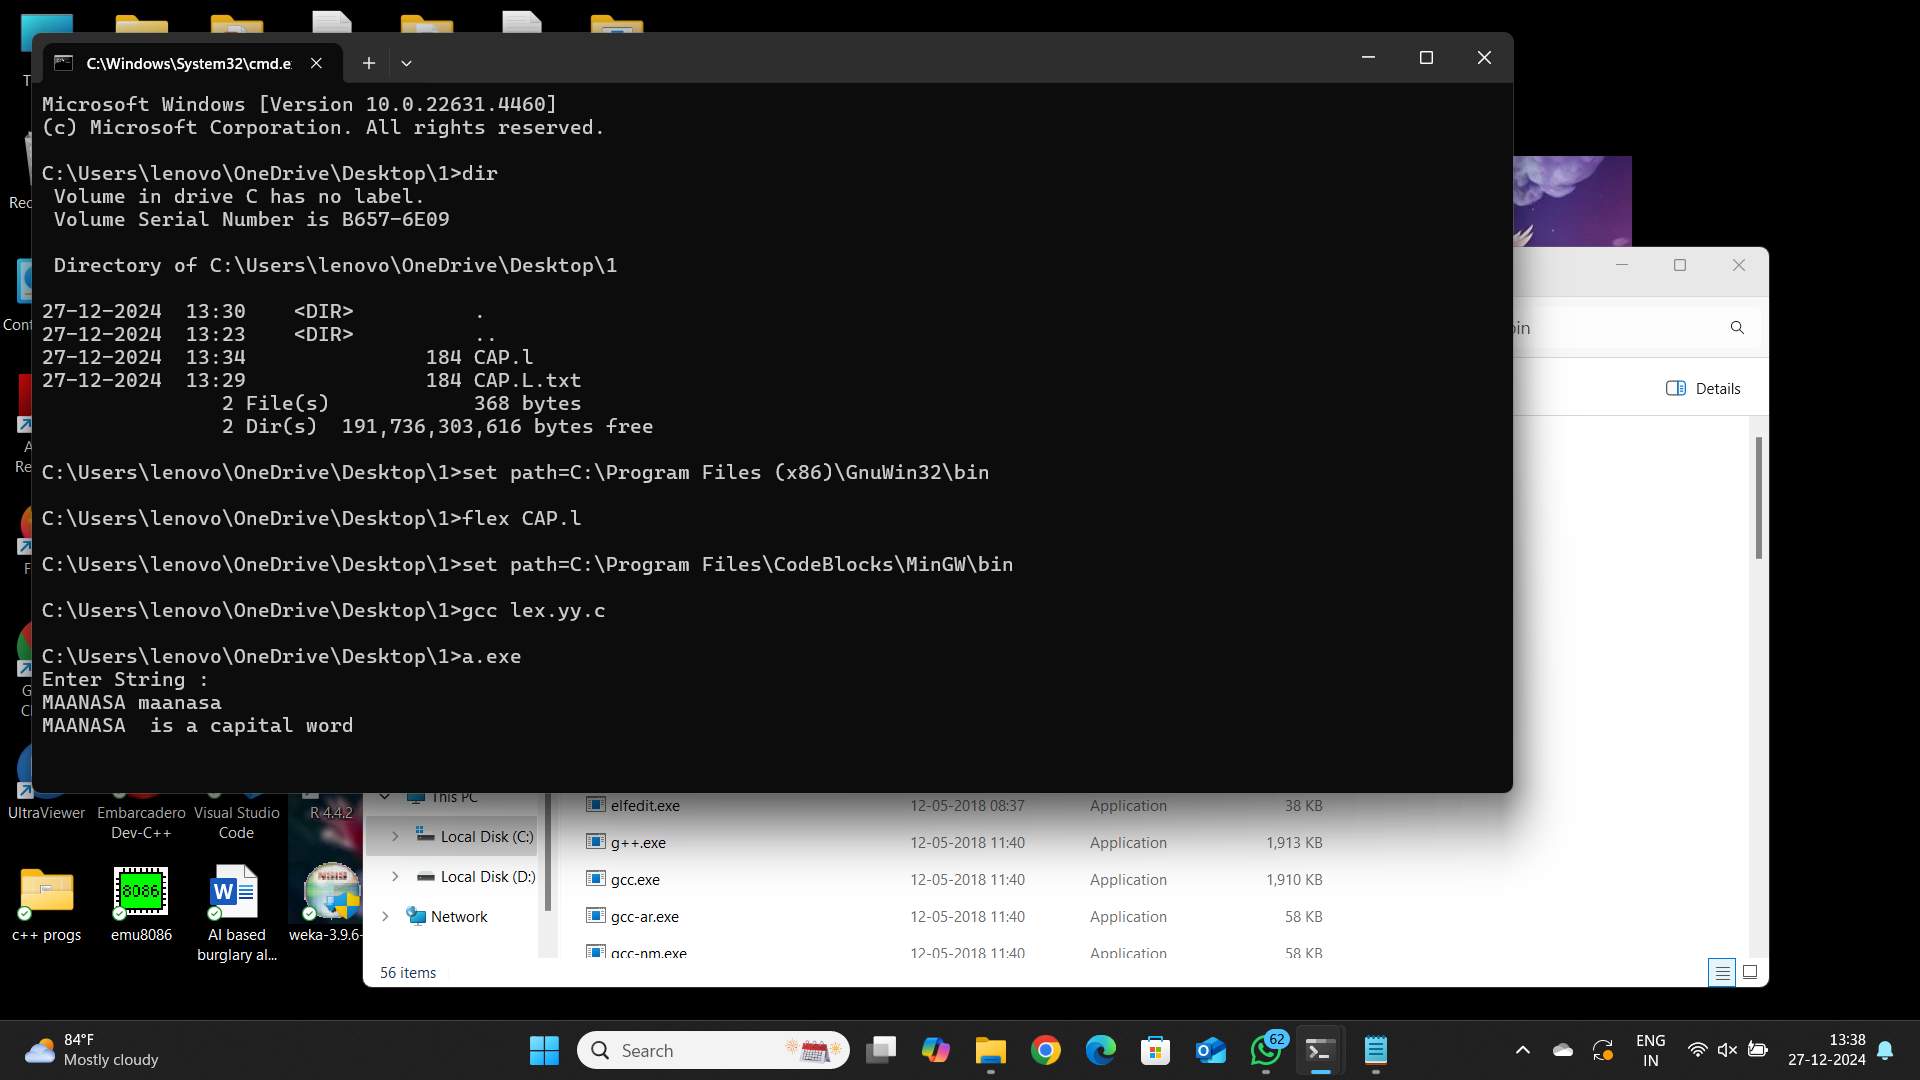 C:\Windows\System32\cmd.e
Microsoft Windows [Version 10.0.22631.4460]
(c) Microsoft Corporation. All rights reserved.
C:\Users\lenovo\OneDrive\Desktop\1>dir
Volume in drive C has no label.
Volume Serial Number is B657-6E09
Directory of C:\Users\lenovo\OneDrive\Desktop\1
27-12-2024  13:30    <DIR>          .
27-12-2024  13:23    <DIR>          ..
27-12-2024  13:34               184 CAP.l
27-12-2024  13:29               184 CAP.L.txt
2 File(s)            368 bytes
2 Dir(s)  191,736,303,616 bytes free
C:\Users\lenovo\OneDrive\Desktop\1>set path=C:\Program Files (x86)\GnuWin32\bin
C:\Users\lenovo\OneDrive\Desktop\1>flex CAP.l
C:\Users\lenovo\OneDrive\Desktop\1>set path=C:\Program Files\CodeBlocks\MinGW\bin
C:\Users\lenovo\OneDrive\Desktop\1>gcc lex.yy.c
C:\Users\lenovo\OneDrive\Desktop\1>a.exe
Enter String :
MAANASA maanasa
MAANASA  is a capital word
Details
This PC
Local Disk (C:)
Local Disk (D:)
Network
elfedit.exe 12-05-2018 08:37 Application 38 KB
g++.exe 12-05-2018 11:40 Application 1,913 KB
gcc.exe 12-05-2018 11:40 Application 1,910 KB
gcc-ar.exe 12-05-2018 11:40 Application 58 KB
gcc-nm.exe 12-05-2018 11:40 Application 58 KB
56 items
UltraViewer
Embarcadero
Dev-C++
Visual Studio
Code
R 4.4.2
c++ progs
8086
emu8086
W
AI based
burglary al...
weka-3.9.6-
84°F
Mostly cloudy
Search
62
ENG
IN
13:38
27-12-2024